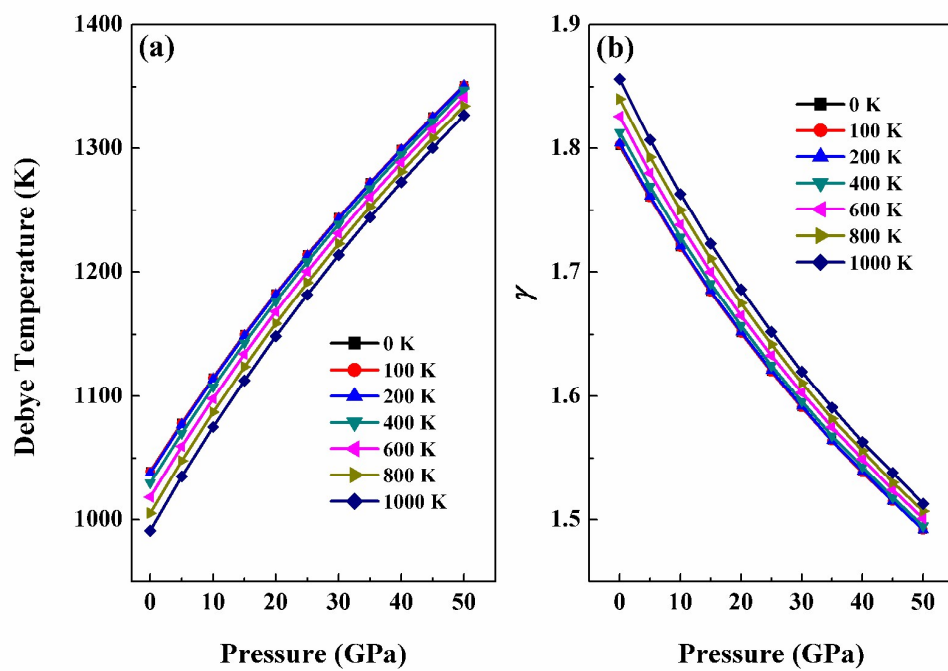 (a)
1400
1300
1200
1100
1000
Debye Temperature (K)
0 K
100 K
200 K
400 K
600 K
800 K
1000 K
0 10 20 30 40 50
Pressure (GPa)
(b)
1.9
1.8
1.7
1.6
1.5
γ
0 K
100 K
200 K
400 K
600 K
800 K
1000 K
0 10 20 30 40 50
Pressure (GPa)